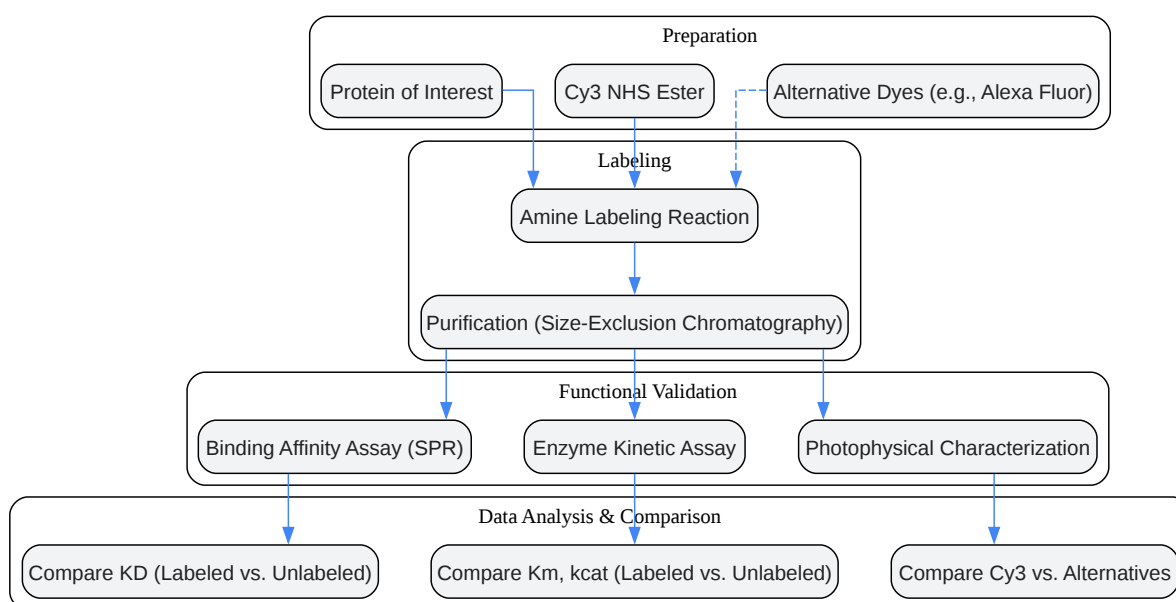 Preparation
Protein of Interest
Cy3 NHS Ester
Alternative Dyes (e.g., Alexa Fluor)
Labeling
Amine Labeling Reaction
Purification (Size-Exclusion Chromatography)
Functional Validation
Binding Affinity Assay (SPR)
Enzyme Kinetic Assay
Photophysical Characterization
Data Analysis & Comparison
Compare KD (Labeled vs. Unlabeled)
Compare Km, kcat (Labeled vs. Unlabeled)
Compare Cy3 vs. Alternatives